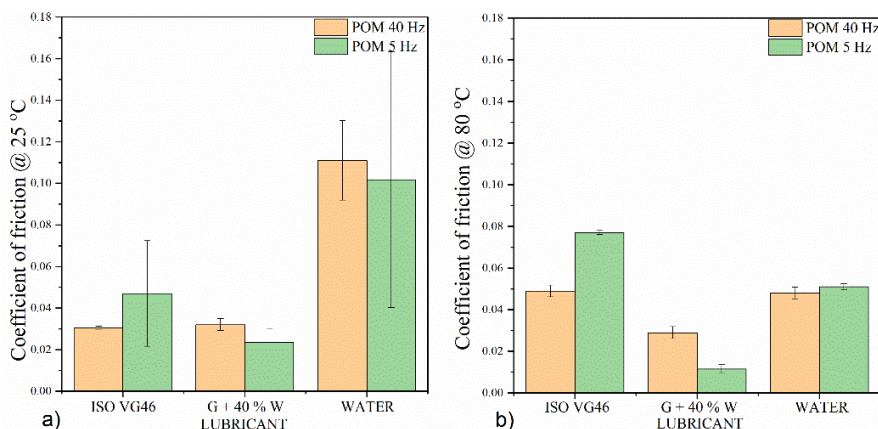 Coefficient of friction @ 25 °C
0.18
0.16
0.14
0.12
0.10
0.08
0.06
0.04
0.02
0.00
POM 40 Hz
POM 5 Hz
ISO VG46
G + 40 % W
WATER
LUBRICANT
a)
Coefficient of friction @ 80 °C
0.18
0.16
0.14
0.12
0.10
0.08
0.06
0.04
0.02
0.00
POM 40 Hz
POM 5 Hz
ISO VG46
G + 40 % W
WATER
LUBRICANT
b)